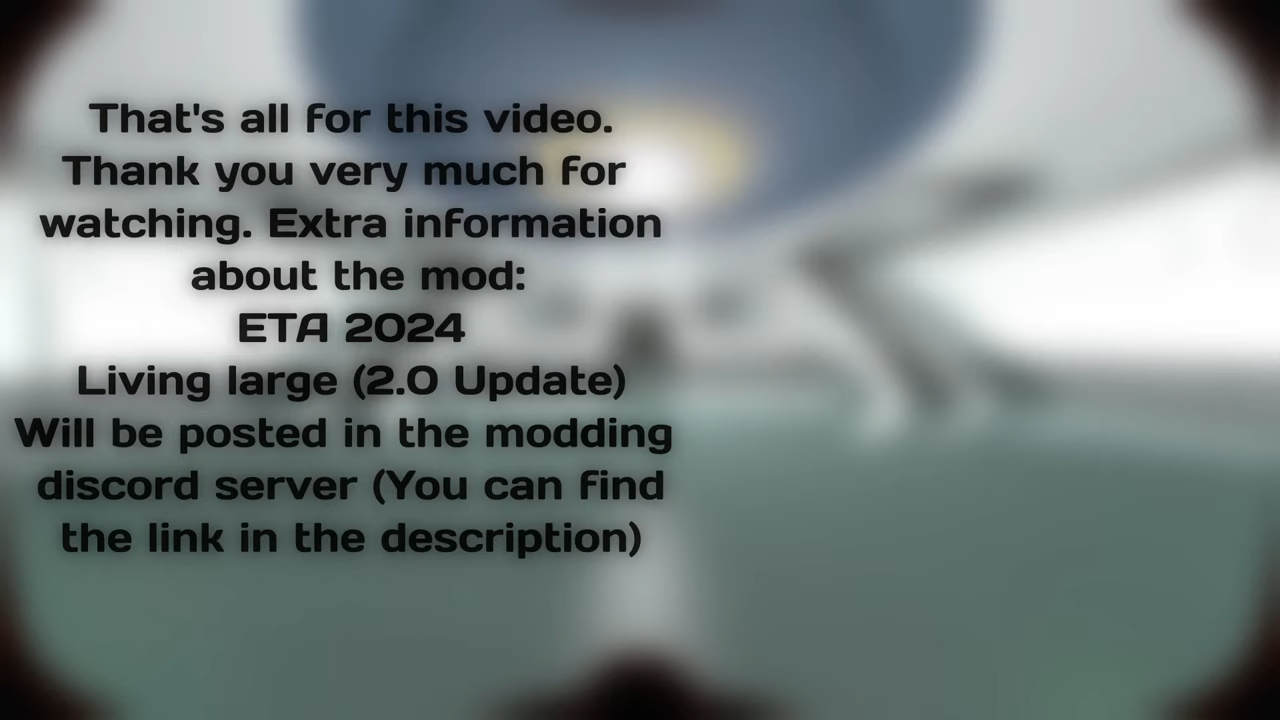 That's all for this video.
Thank you very much for
watching. Extra information
about the mod:
ETA 2024
Living large (2.0 Update)
Will be posted in the modding
discord server (You can find
the link in the description)